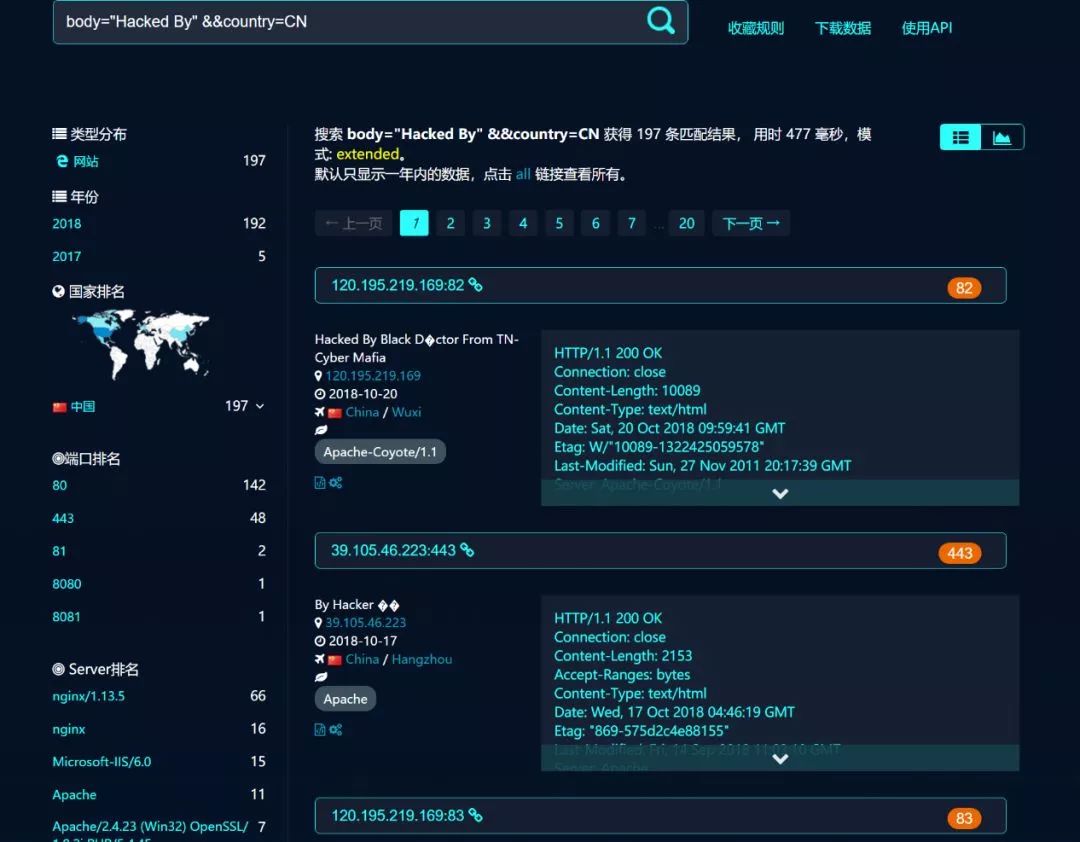 body="Hacked By" &&country=CN
收藏规则 下载数据 使用API
类型分布
网站 197
年份
2018 192
2017 5
国家排名
中国 197
端口排名
80 142
443 48
81 2
8080 1
8081 1
Server排名
nginx/1.13.5 66
nginx 16
Microsoft-IIS/6.0 15
Apache 11
Apache/2.4.23 (Win32) OpenSSL/ 7
搜索 body="Hacked By" &&country=CN 获得 197 条匹配结果， 用时 477 毫秒，模
式: extended。
默认只显示一年内的数据，点击 all 链接查看所有。
←上一页 1 2 3 4 5 6 7 ... 20 下一页→
120.195.219.169:82 82
Hacked By Black D�ctor From TN-
Cyber Mafia
120.195.219.169
2018-10-20
China / Wuxi
Apache-Coyote/1.1
HTTP/1.1 200 OK
Connection: close
Content-Length: 10089
Content-Type: text/html
Date: Sat, 20 Oct 2018 09:59:41 GMT
Etag: W/"10089-1322425059578"
Last-Modified: Sun, 27 Nov 2011 20:17:39 GMT
Server: Apache-Coyote/1.1
39.105.46.223:443 443
By Hacker ��
39.105.46.223
2018-10-17
China / Hangzhou
Apache
HTTP/1.1 200 OK
Connection: close
Content-Length: 2153
Accept-Ranges: bytes
Content-Type: text/html
Date: Wed, 17 Oct 2018 04:46:19 GMT
Etag: "869-575d2c4e88155"
Last-Modified: Fri, 14 Sep 2018 11:02:10 GMT
Server: Apache
120.195.219.169:83 83